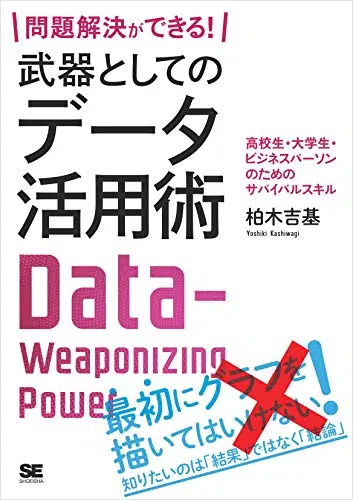 問題解決ができる!
武器としての
データ
活用術
高校生・大学生・
ビジネスパーソン
のための
サバイバルスキル
柏木吉基
Yoshiki Kashiwagi
Data-
Weaponizing
Power
最初にグラフを
描いてはいけない!
知りたいのは「結果」ではなく「結論」
SE
SHOEISHA